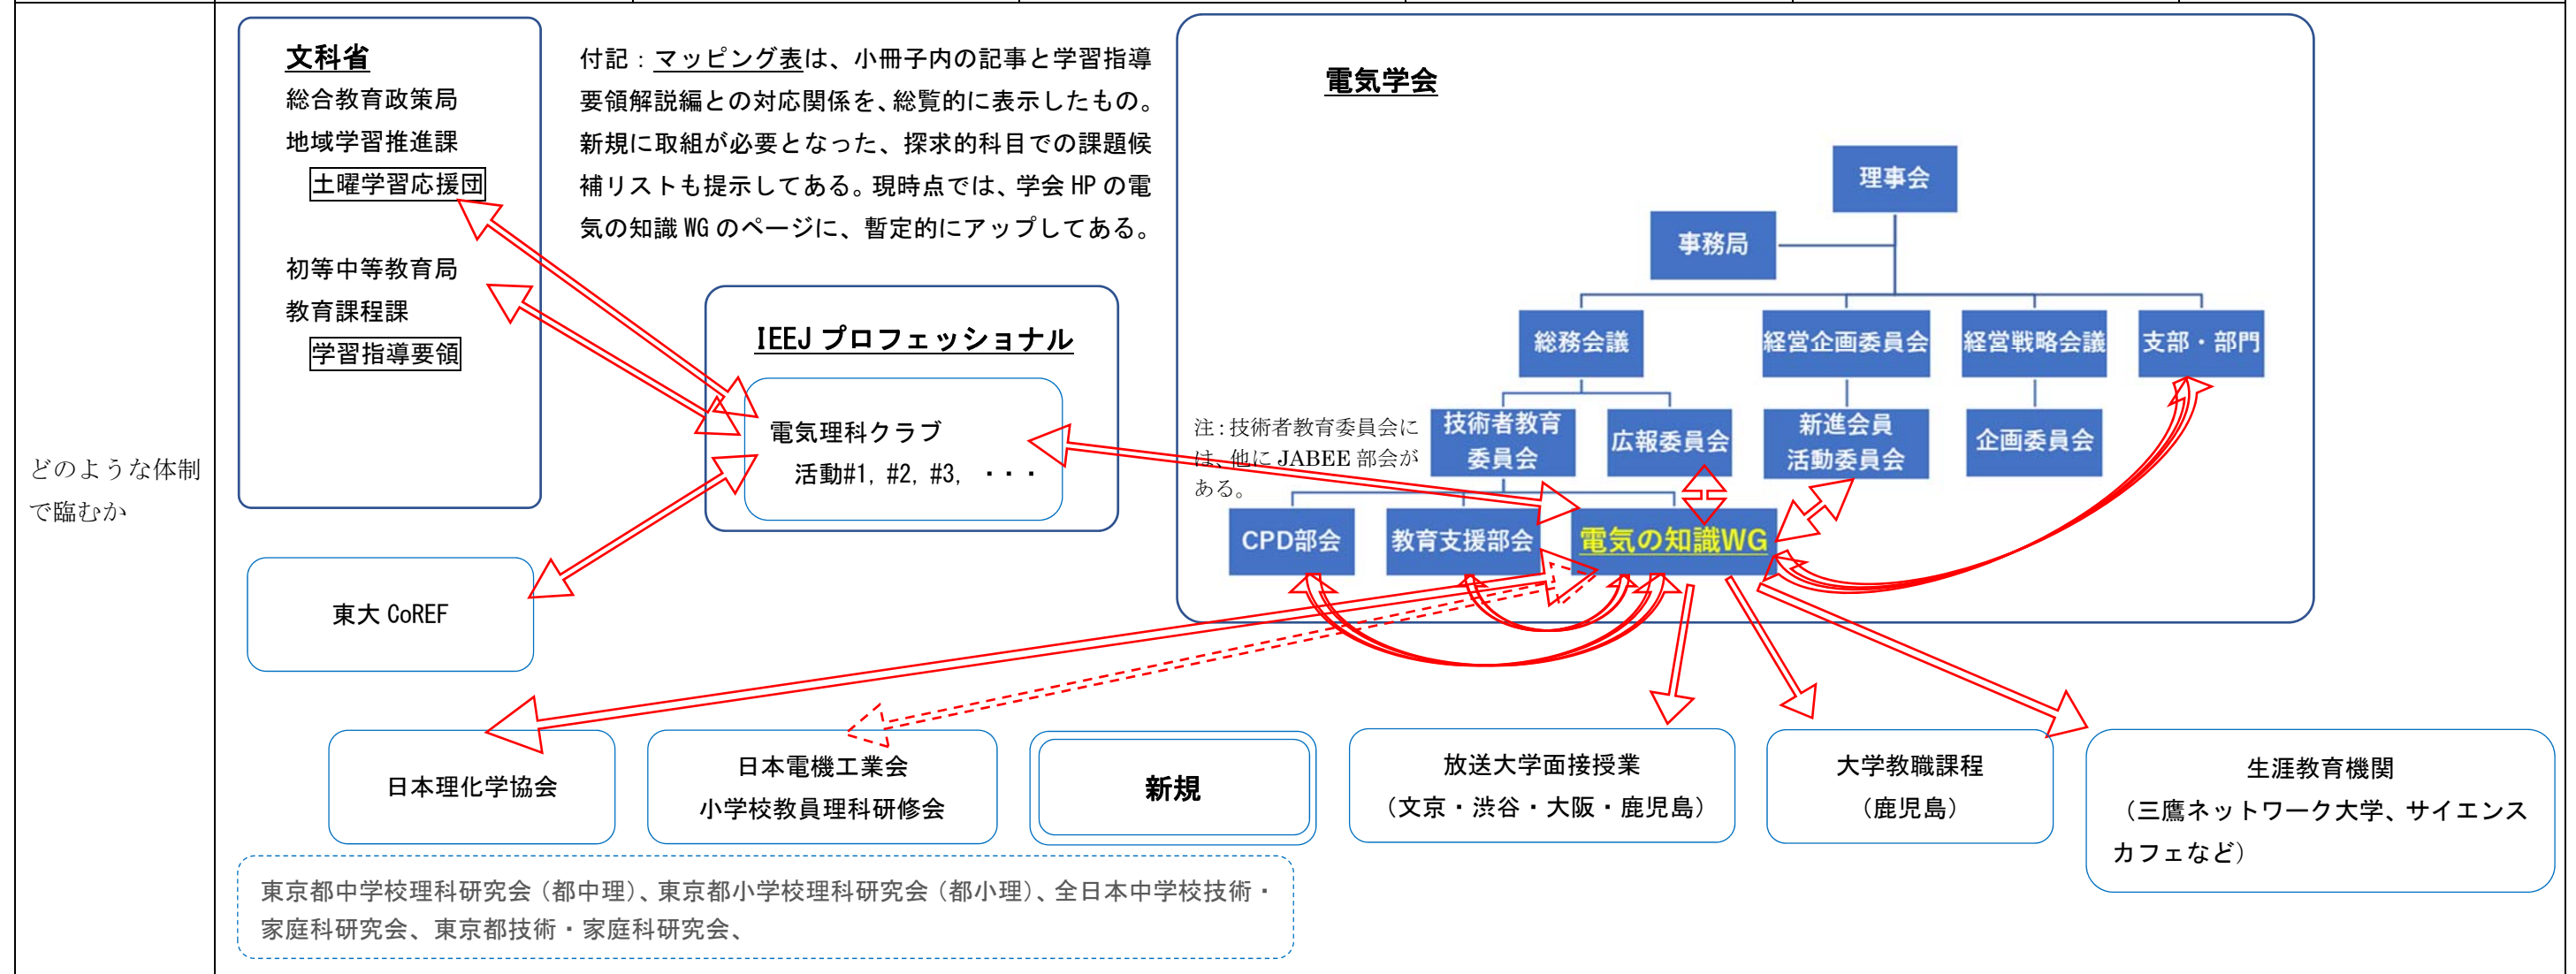 どのような体制
で臨むか
文科省
総合教育政策局
地域学習推進課
土曜学習応援団
初等中等教育局
教育課程課
学習指導要領
付記：マッピング表は、小冊子内の記事と学習指導
要領解説編との対応関係を、総覧的に表示したもの。
新規に取組が必要となった、探求的科目での課題候
補リストも提示してある。現時点では、学会 HP の電
気の知識 WG のページに、暫定的にアップしてある。
IEEJ プロフェッショナル
電気理科クラブ
活動#1, #2, #3, ・・・
東大 CoREF
電気学会
理事会
事務局
総務会議
経営企画委員会
経営戦略会議
支部・部門
注：技術者教育委員会に
は、他に JABEE 部会が
ある。
技術者教育
委員会
広報委員会
新進会員
活動委員会
企画委員会
CPD部会
教育支援部会
電気の知識WG
日本理化学協会
日本電機工業会
小学校教員理科研修会
新規
放送大学面接授業
（文京・渋谷・大阪・鹿児島）
大学教職課程
（鹿児島）
生涯教育機関
（三鷹ネットワーク大学、サイエンス
カフェなど）
東京都中学校理科研究会（都中理）、東京都小学校理科研究会（都小理）、全日本中学校技術・
家庭科研究会、東京都技術・家庭科研究会、